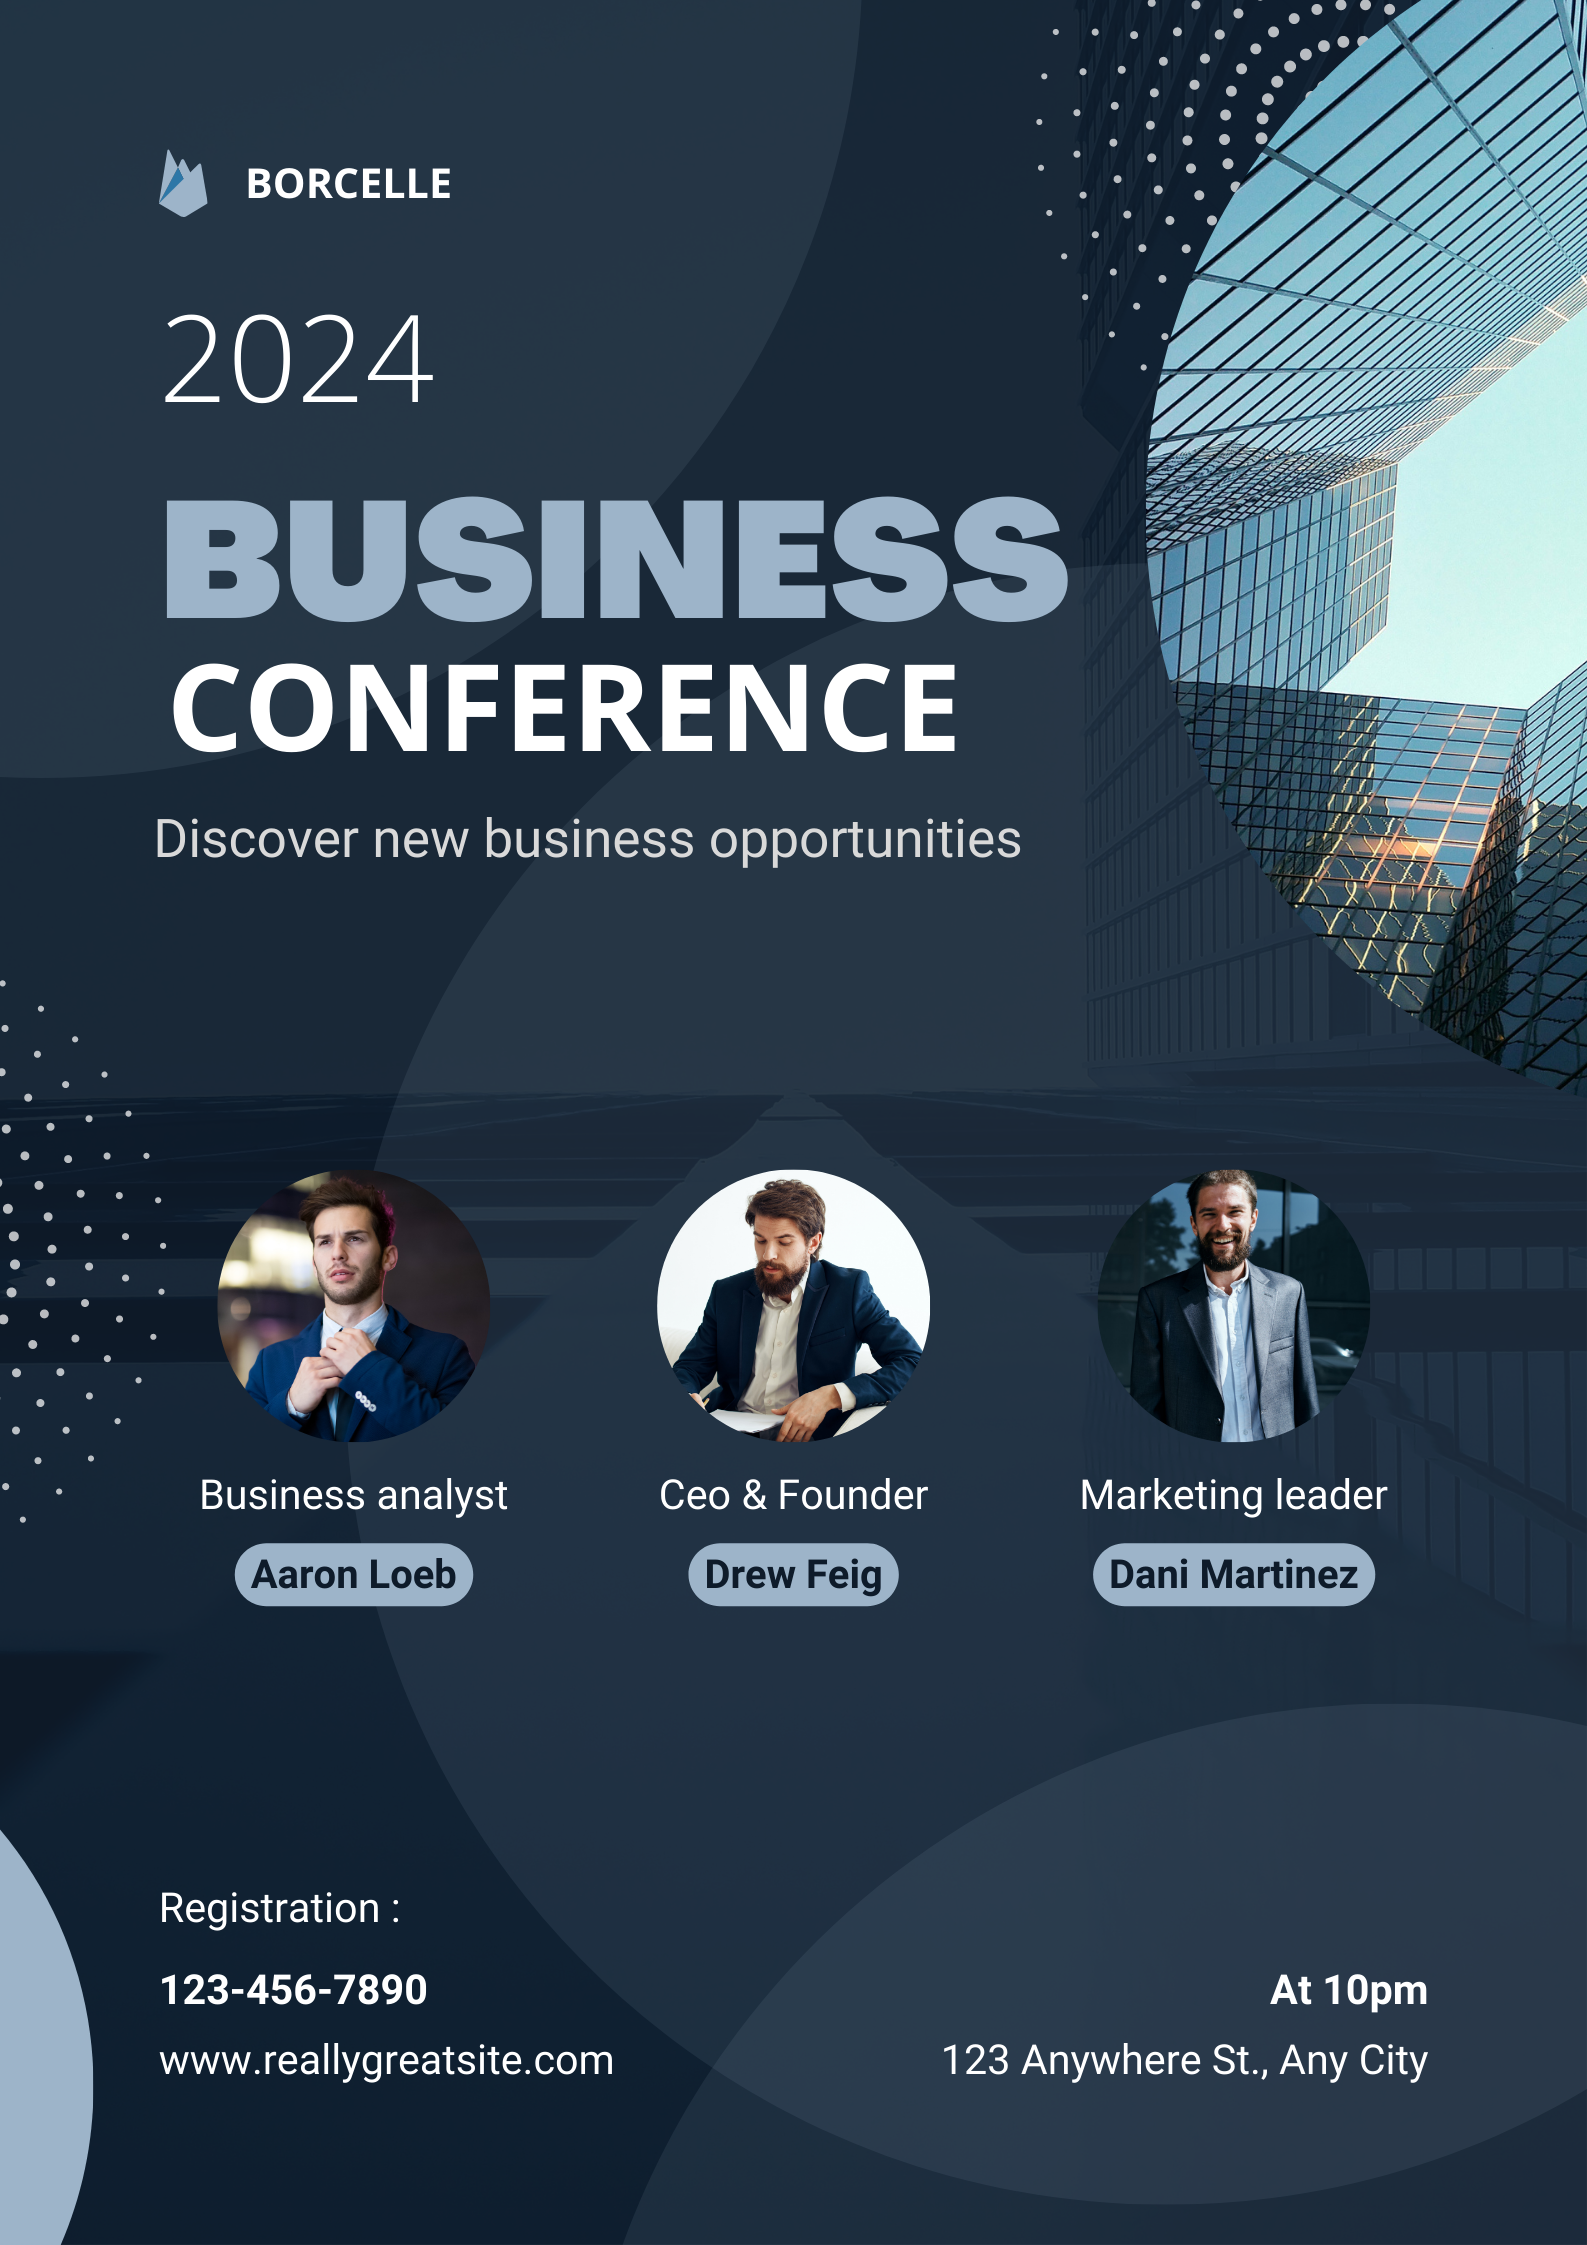 BORCELLE
2024
BUSINESS
CONFERENCE
Discover new business opportunities
Business analyst
Aaron Loeb
Ceo & Founder
Drew Feig
Marketing leader
Dani Martinez
Registration :
123-456-7890
www.reallygreatsite.com
At 10pm
123 Anywhere St., Any City